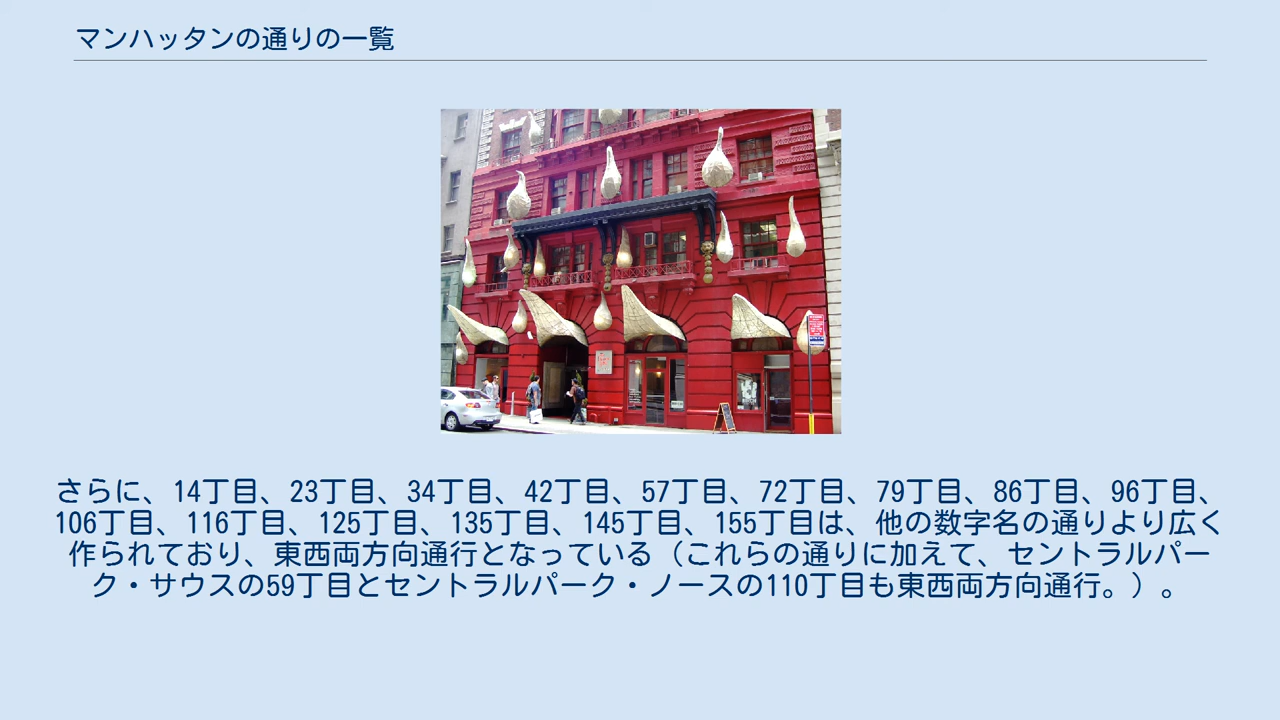 マンハッタンの通りの一覧
さらに、14丁目、23丁目、34丁目、42丁目、57丁目、72丁目、79丁目、86丁目、96丁目、
106丁目、116丁目、125丁目、135丁目、145丁目、155丁目は、他の数字名の通りより広く
作られており、東西両方向通行となっている（これらの通りに加えて、セントラルパー
ク・サウスの59丁目とセントラルパーク・ノースの110丁目も東西両方向通行。）。